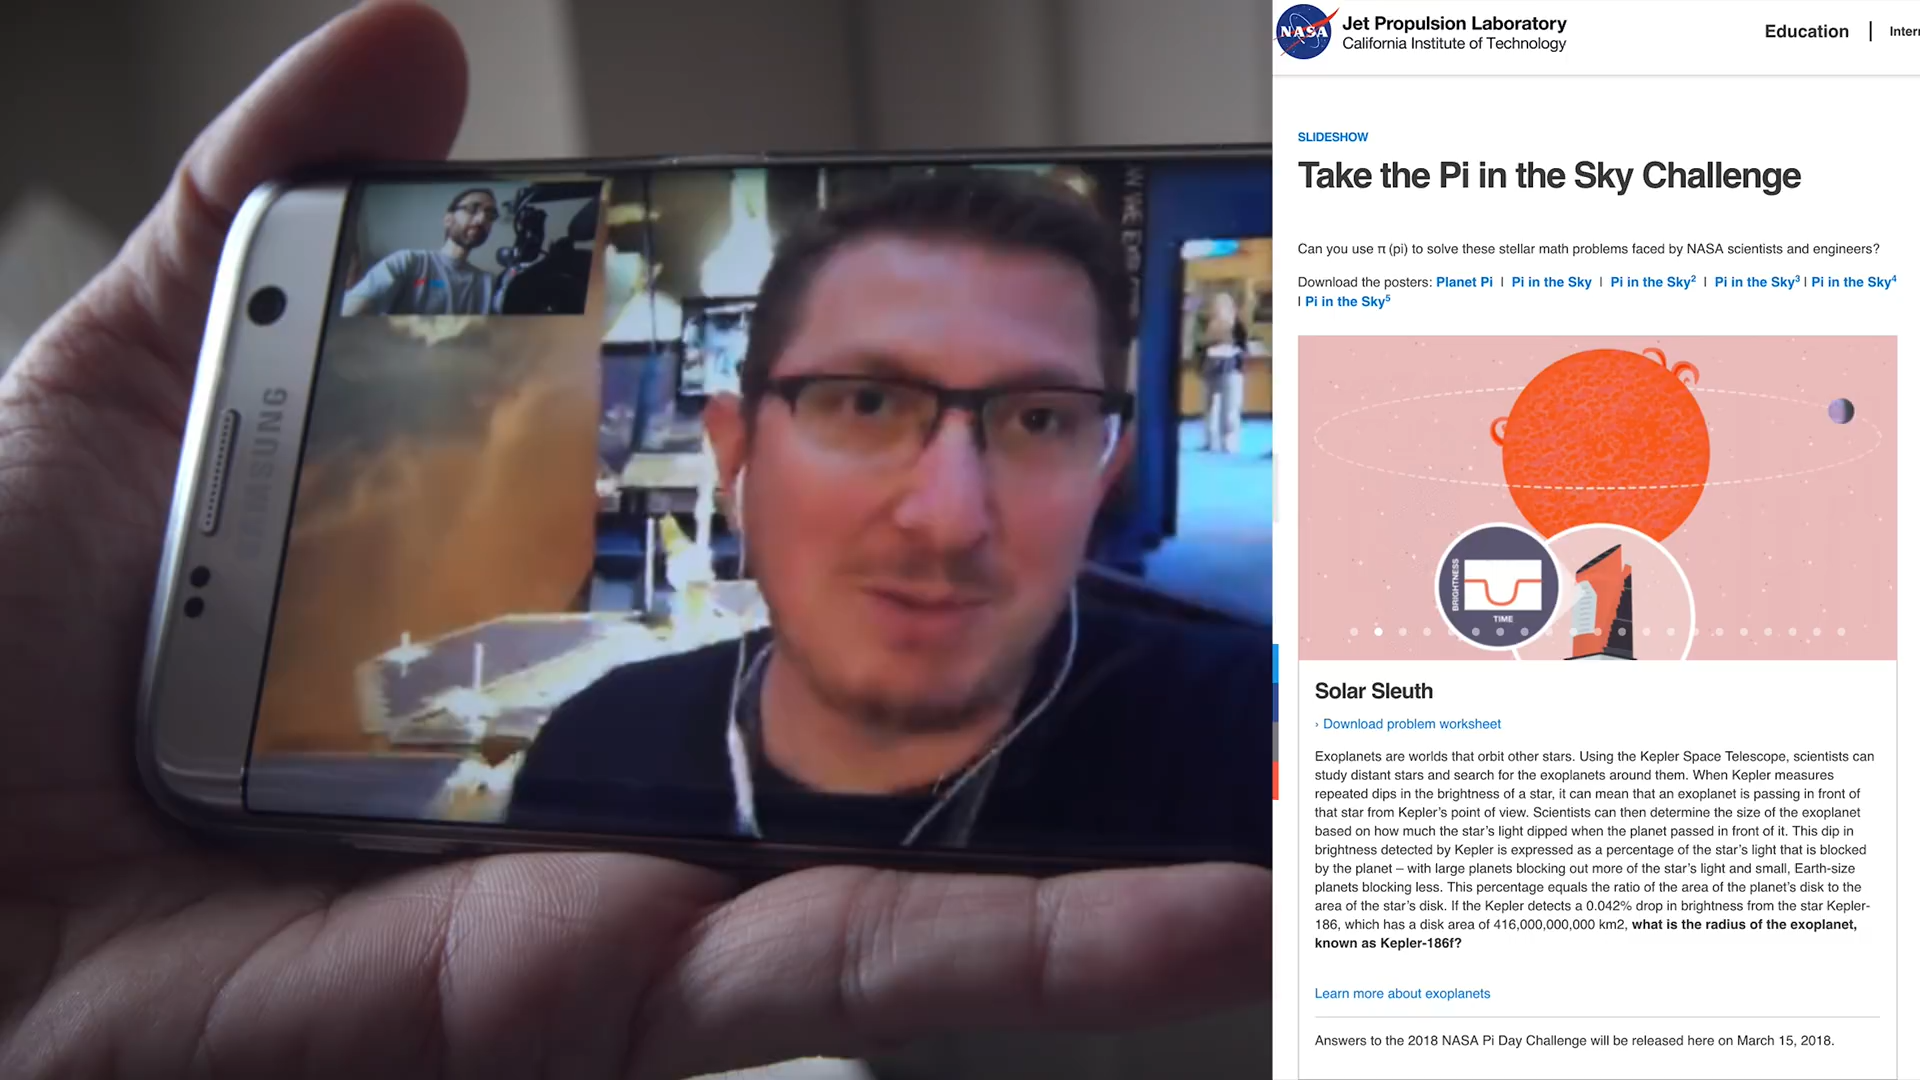 SAMSUNG
NASA
Jet Propulsion Laboratory
California Institute of Technology
Education | Inter
SLIDESHOW
Take the Pi in the Sky Challenge
Can you use π (pi) to solve these stellar math problems faced by NASA scientists and engineers?
Download the posters: Planet Pi | Pi in the Sky | Pi in the Sky² | Pi in the Sky³ | Pi in the Sky⁴
| Pi in the Sky⁵
BRIGHTNESS
TIME
Solar Sleuth
› Download problem worksheet
Exoplanets are worlds that orbit other stars. Using the Kepler Space Telescope, scientists can
study distant stars and search for the exoplanets around them. When Kepler measures
repeated dips in the brightness of a star, it can mean that an exoplanet is passing in front of
that star from Kepler's point of view. Scientists can then determine the size of the exoplanet
based on how much the star's light dipped when the planet passed in front of it. This dip in
brightness detected by Kepler is expressed as a percentage of the star's light that is blocked
by the planet – with large planets blocking out more of the star's light and small, Earth-size
planets blocking less. This percentage equals the ratio of the area of the planet's disk to the
area of the star's disk. If the Kepler detects a 0.042% drop in brightness from the star Kepler-
186, which has a disk area of 416,000,000,000 km2, what is the radius of the exoplanet,
known as Kepler-186f?
Learn more about exoplanets
Answers to the 2018 NASA Pi Day Challenge will be released here on March 15, 2018.